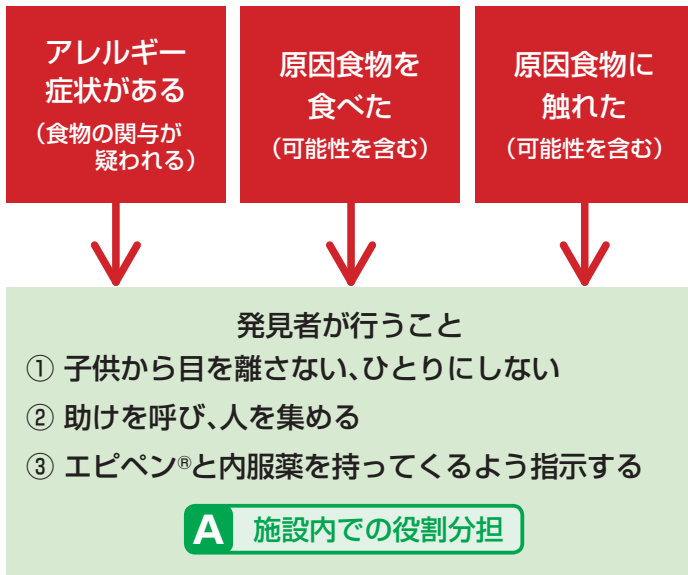 アレルギー
症状がある
（食物の関与が
疑われる）
原因食物を
食べた
（可能性を含む）
原因食物に
触れた
（可能性を含む）
発見者が行うこと
① 子供から目を離さない、ひとりにしない
② 助けを呼び、人を集める
③ エピペン®と内服薬を持ってくるよう指示する
A 施設内での役割分担